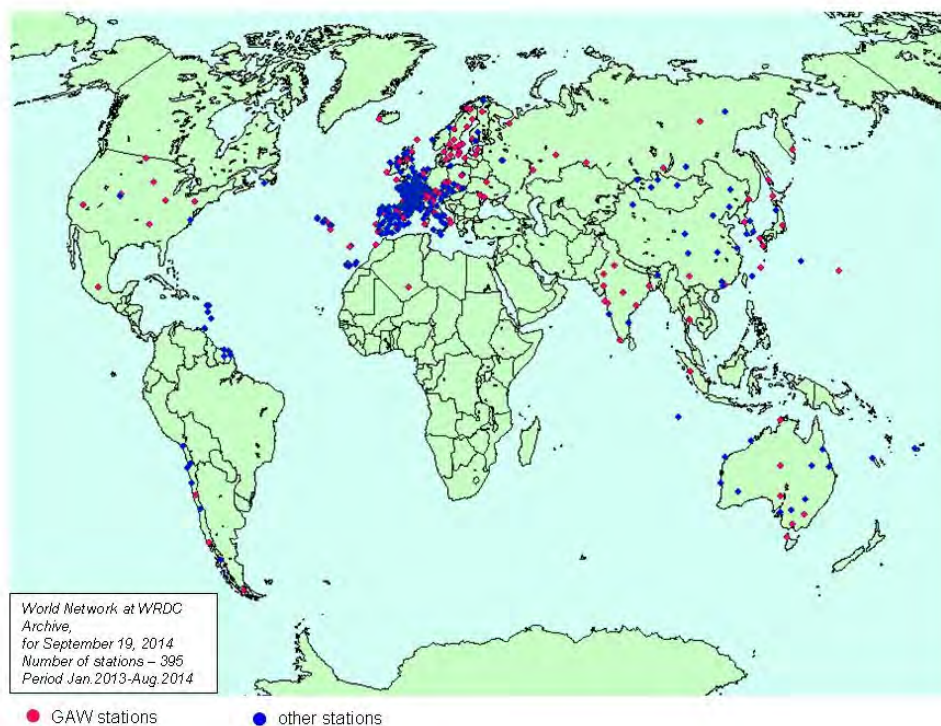 World Network at WRDC
Archive,
for September 19, 2014
Number of stations – 395
Period Jan.2013-Aug.2014
GAW stations other stations